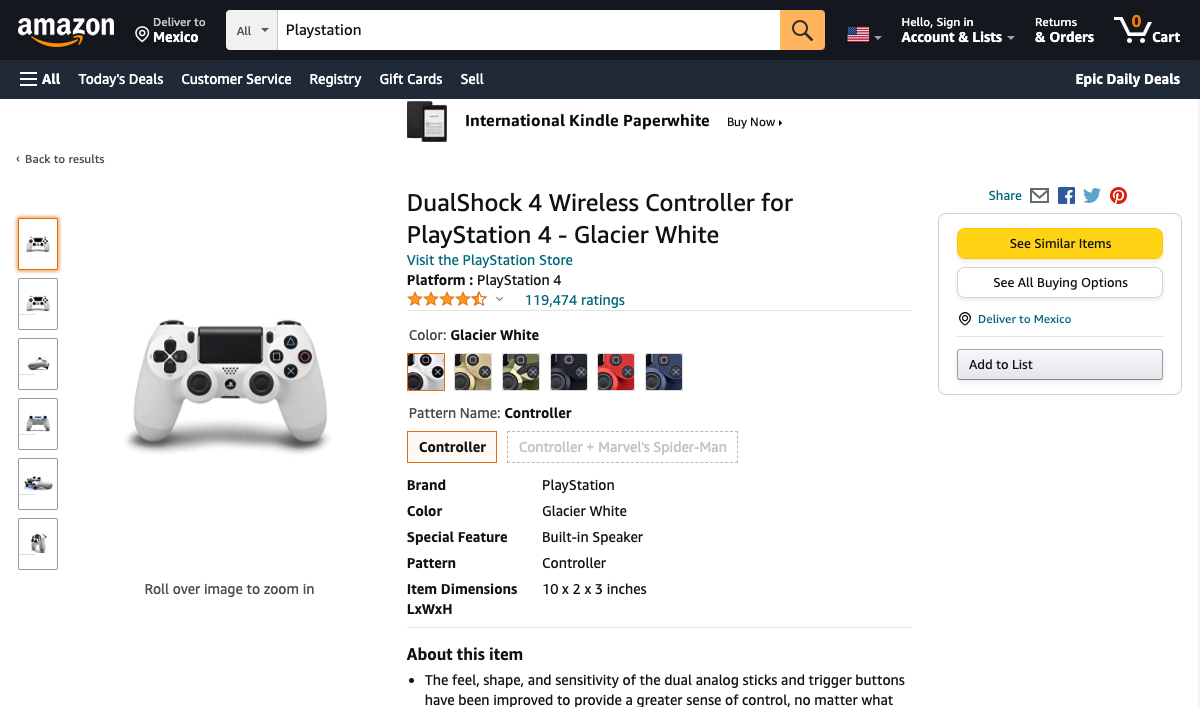 amazon
Deliver to
Mexico
All
Playstation
Hello, Sign in
Account & Lists
Returns
& Orders
0
Cart
All
Today's Deals
Customer Service
Registry
Gift Cards
Sell
Epic Daily Deals
International Kindle Paperwhite
Buy Now
‹ Back to results
DualShock 4 Wireless Controller for
PlayStation 4 - Glacier White
Visit the PlayStation Store
Platform : PlayStation 4
119,474 ratings
Color: Glacier White
Pattern Name: Controller
Controller
Controller + Marvel's Spider-Man
Brand PlayStation
Color Glacier White
Special Feature Built-in Speaker
Pattern Controller
Item Dimensions 10 x 2 x 3 inches
LxWxH
About this item
• The feel, shape, and sensitivity of the dual analog sticks and trigger buttons
have been improved to provide a greater sense of control, no matter what
Roll over image to zoom in
Share
See Similar Items
See All Buying Options
Deliver to Mexico
Add to List